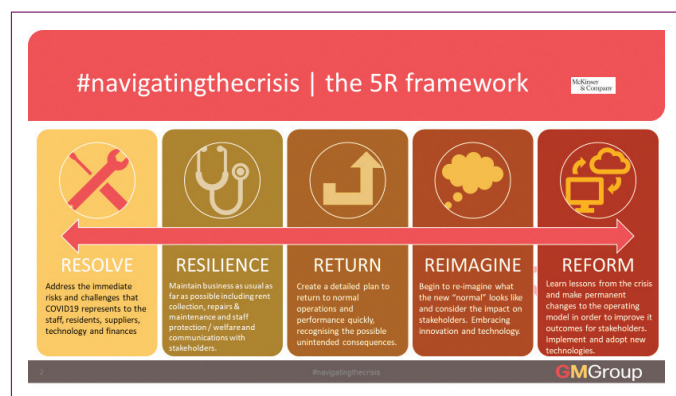 #navigatingthecrisis | the 5R framework
McKinsey
& Company
RESOLVE
Address the immediate
risks and challenges that
COVID19 represents to the
staff, residents, suppliers,
technology and finances
RESILIENCE
Maintain business as usual as
far as possible including rent
collection, repairs &
maintenance and staff
protection / welfare and
communications with
stakeholders.
RETURN
Create a detailed plan to
return to normal
operations and
performance quickly,
recognising the possible
unintended consequences.
REIMAGINE
Begin to re-imagine what
the new "normal" looks like
and consider the impact on
stakeholders. Embracing
innovation and technology.
REFORM
Learn lessons from the crisis
and make permanent
changes to the operating
model in order to improve it
outcomes for stakeholders.
Implement and adopt new
technologies.
2
#navigatingthecrisis
GMGroup